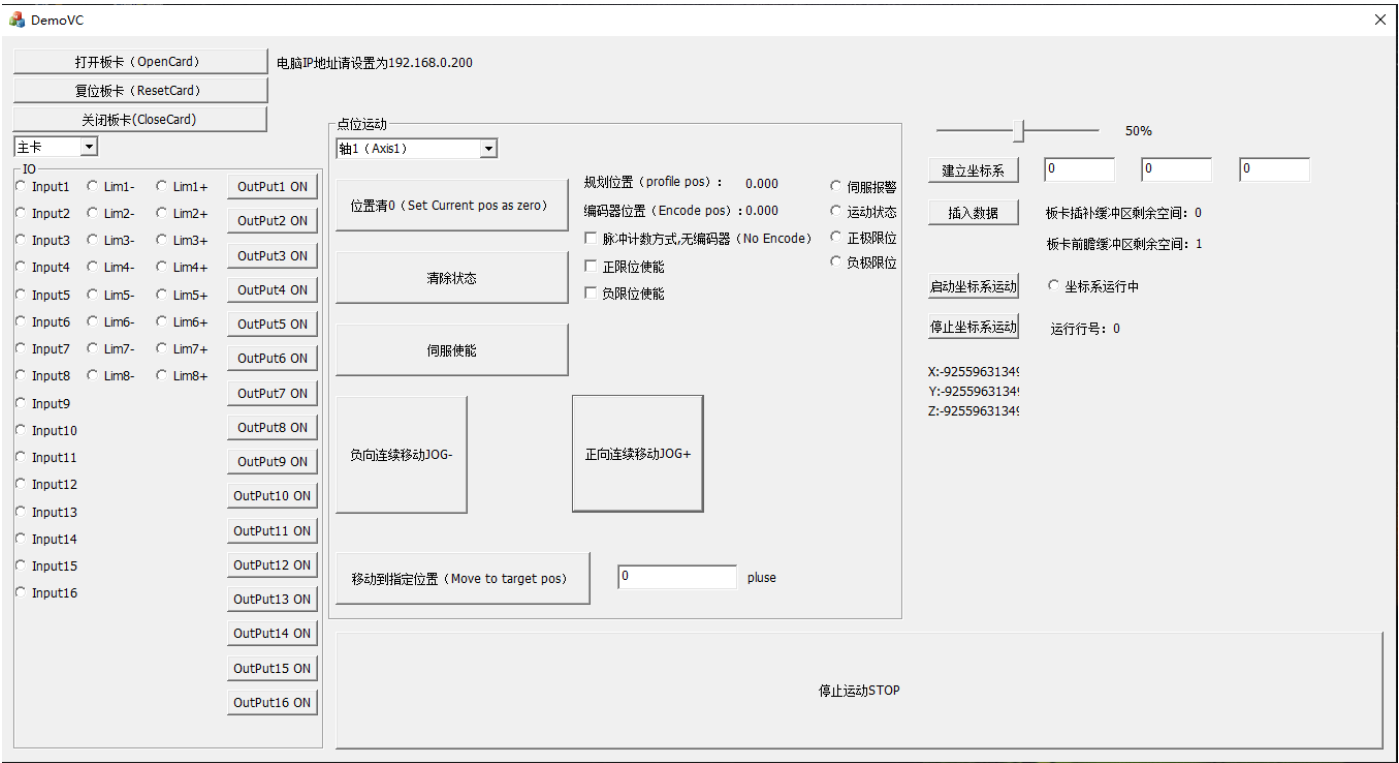 DemoVC
打开板卡（OpenCard）
电脑IP地址请设置为192.168.0.200
复位板卡（ResetCard）
关闭板卡(CloseCard)
主卡
IO
Input1 Lim1- Lim1+ OutPut1 ON
Input2 Lim2- Lim2+ OutPut2 ON
Input3 Lim3- Lim3+ OutPut3 ON
Input4 Lim4- Lim4+ OutPut4 ON
Input5 Lim5- Lim5+ OutPut5 ON
Input6 Lim6- Lim6+ OutPut6 ON
Input7 Lim7- Lim7+ OutPut7 ON
Input8 Lim8- Lim8+ OutPut8 ON
Input9 OutPut9 ON
Input10 OutPut10 ON
Input11 OutPut11 ON
Input12 OutPut12 ON
Input13 OutPut13 ON
Input14 OutPut14 ON
Input15 OutPut15 ON
Input16 OutPut16 ON
点位运动
轴1（Axis1）
位置清0（Set Current pos as zero）
清除状态
伺服使能
规划位置（profile pos）： 0.000
编码器位置（Encode pos）：0.000
脉冲计数方式,无编码器（No Encode）
正限位使能
负限位使能
伺服报警
运动状态
正极限位
负极限位
负向连续移动JOG-
正向连续移动JOG+
移动到指定位置（Move to target pos）
0 pluse
50%
建立坐标系 0 0 0
插入数据
板卡插补缓冲区剩余空间：0
板卡前瞻缓冲区剩余空间：1
启动坐标系运动 坐标系运行中
停止坐标系运动 运行行号：0
X:-92559631349
Y:-92559631349
Z:-92559631349
停止运动STOP